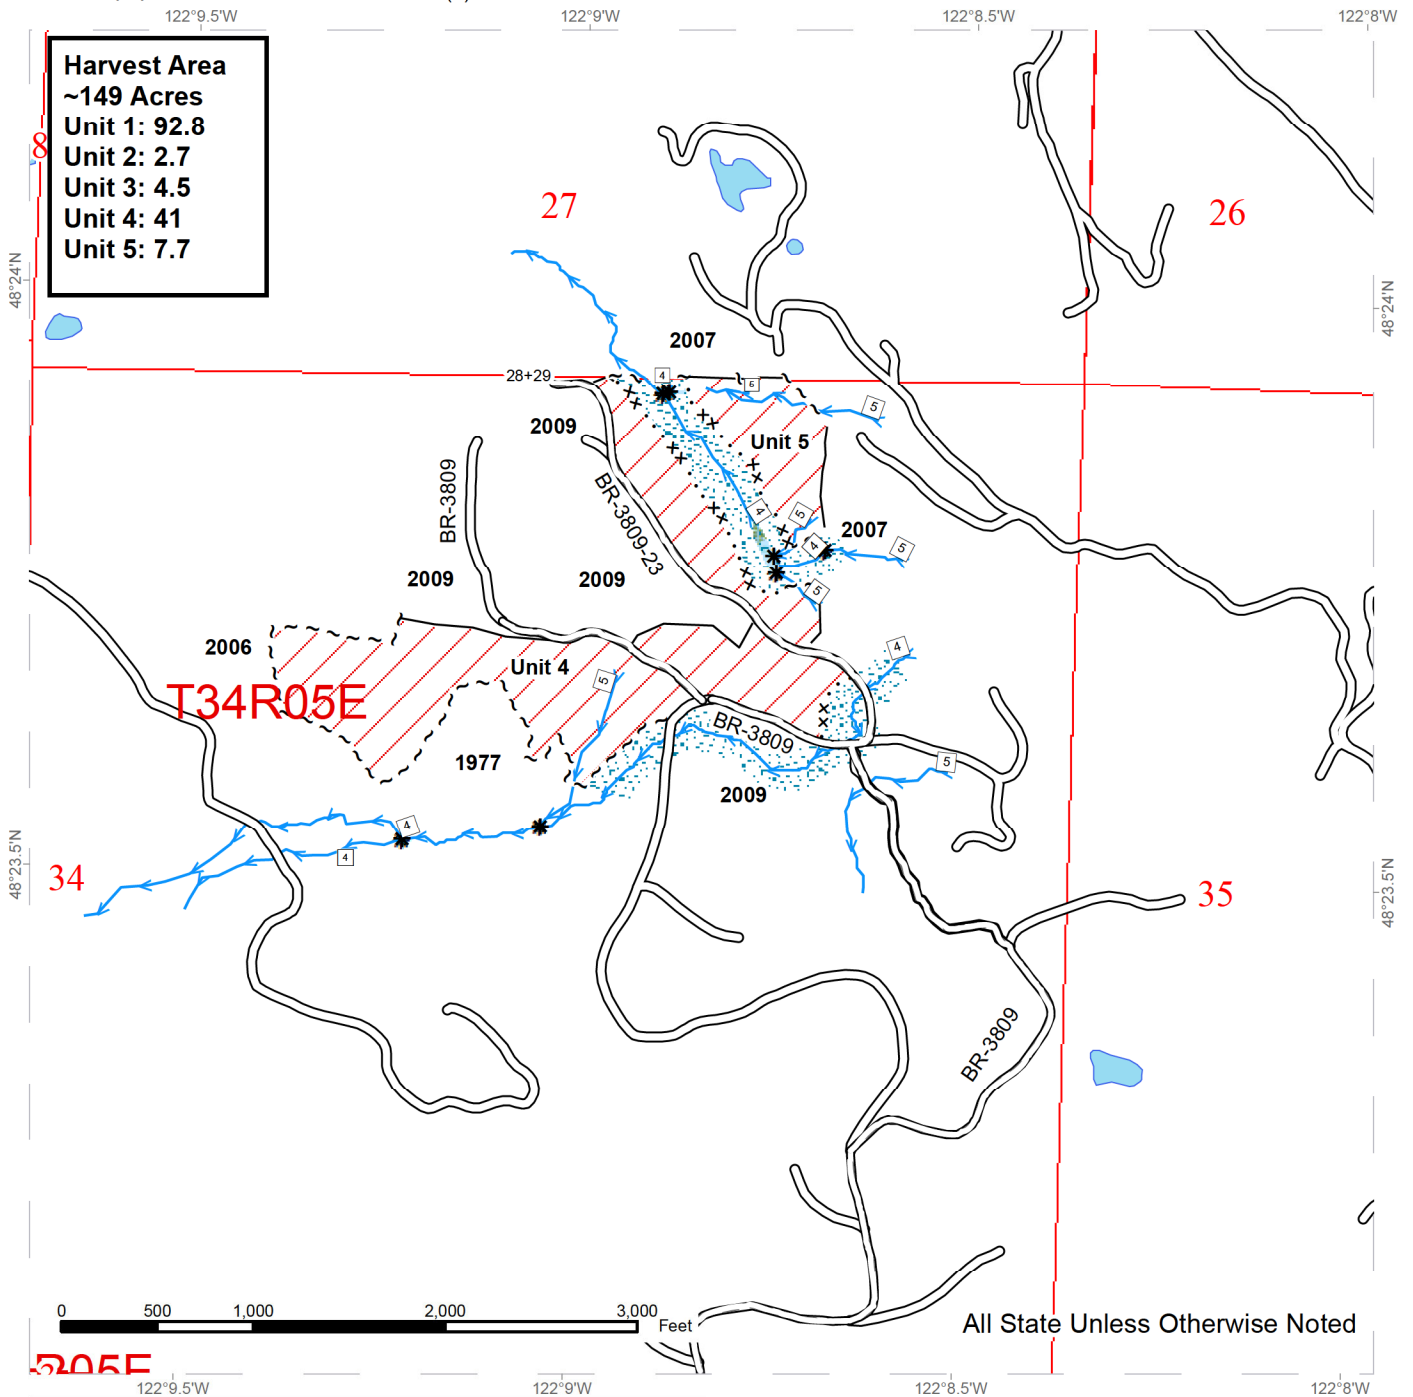 122°9.5'W
122°9'W
122°8.5'W
122°8'W
Harvest Area
~149 Acres
Unit 1: 92.8
Unit 2: 2.7
Unit 3: 4.5
Unit 4: 41
Unit 5: 7.7
8
27
26
48°24'N
48°24'N
2007
28+29
4
5
2009
Unit 5
BR-3809
BR-3809-23
4
5
2007
4
5
2009
2009
5
2006
Unit 4
4
5
T34R05E
BR-3809
1977
5
2009
4
4
48°23.5'N
34
35
48°23.5'N
BR-3809
0
500
1,000
2,000
3,000
Feet
All State Unless Otherwise Noted
R05E
122°9.5'W
122°9'W
122°8.5'W
122°8'W